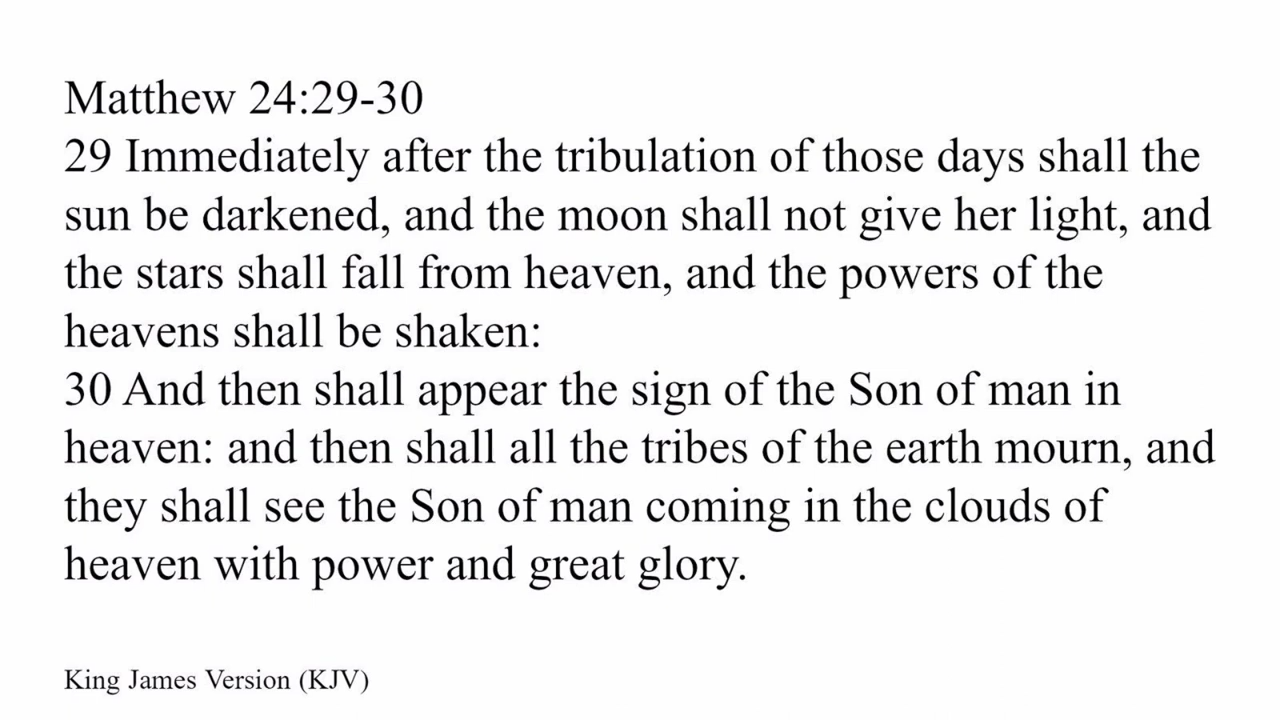 Matthew 24:29-30
29 Immediately after the tribulation of those days shall the
sun be darkened, and the moon shall not give her light, and
the stars shall fall from heaven, and the powers of the
heavens shall be shaken:
30 And then shall appear the sign of the Son of man in
heaven: and then shall all the tribes of the earth mourn, and
they shall see the Son of man coming in the clouds of
heaven with power and great glory.
King James Version (KJV)